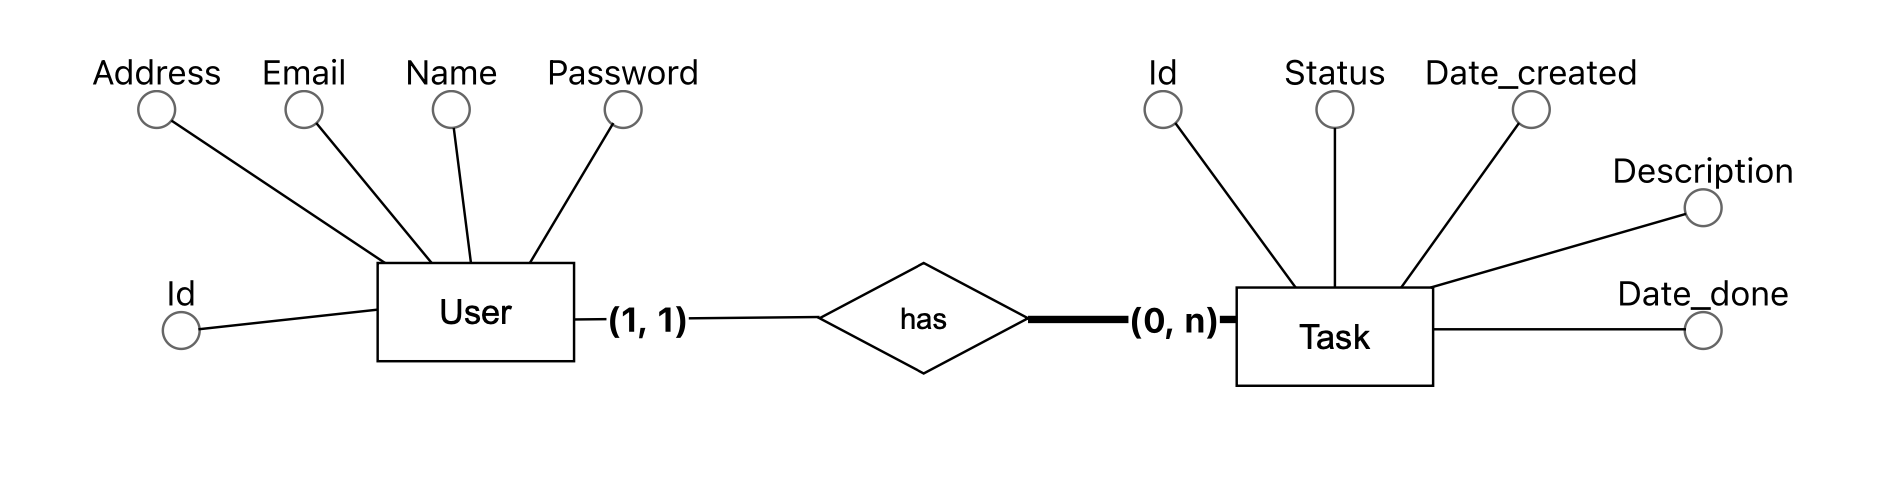 Address
Email
Name
Password
Id
User
(1, 1)
has
(0, n)
Id
Status
Date_created
Description
Date_done
Task